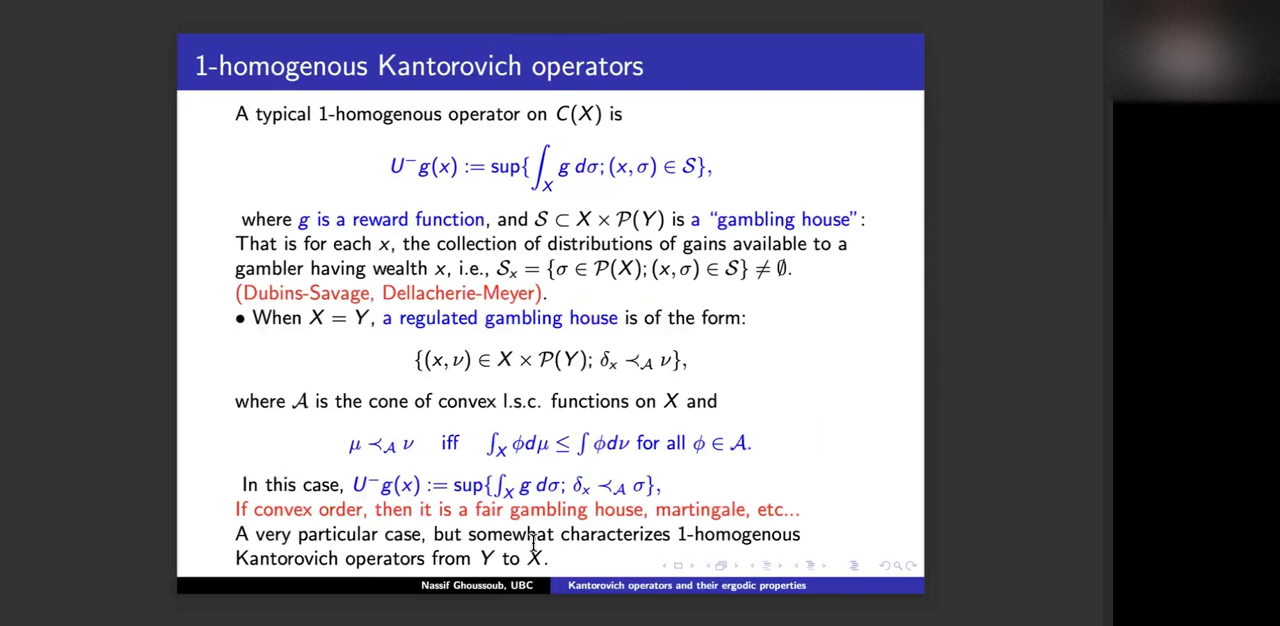 1-homogenous Kantorovich operators
A typical 1-homogenous operator on C(X) is
U⁻g(x) := sup{∫_X g dσ; (x, σ) ∈ 𝒮},
where g is a reward function, and 𝒮 ⊂ X × 𝒫(Y) is a “gambling house”:
That is for each x, the collection of distributions of gains available to a
gambler having wealth x, i.e., 𝒮ₓ = {σ ∈ 𝒫(X); (x, σ) ∈ 𝒮} ≠ ∅.
(Dubins-Savage, Dellacherie-Meyer).
• When X = Y, a regulated gambling house is of the form:
{(x, ν) ∈ X × 𝒫(Y); δₓ ≺_𝒜 ν},
where 𝒜 is the cone of convex l.s.c. functions on X and
μ ≺_𝒜 ν iff ∫_X ϕdμ ≤ ∫ ϕdν for all ϕ ∈ 𝒜.
In this case, U⁻g(x) := sup{∫_X g dσ; δₓ ≺_𝒜 σ},
If convex order, then it is a fair gambling house, martingale, etc...
A very particular case, but somewhat characterizes 1-homogenous
Kantorovich operators from Y to X.
Nassif Ghoussoub, UBC Kantorovich operators and their ergodic properties